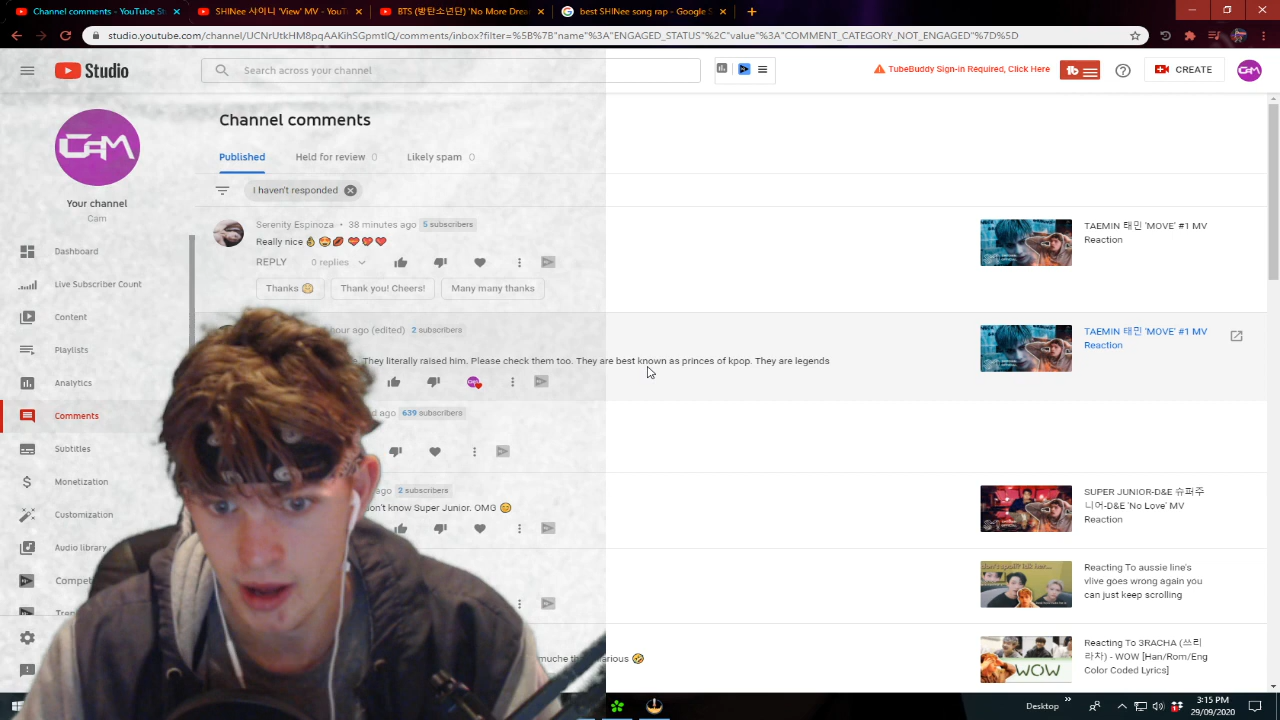 Channel comments - YouTube St
SHINee 샤이니 'View' MV - YouT
BTS (방탄소년단) 'No More Drea
best SHINee song rap - Google S
studio.youtube.com/channel/UCNrUtkHM8pqAAKihSGpmtlQ/comments/inbox?filter=%5B%7B"name"%3A"ENGAGED_STATUS"%2C"value"%3A"COMMENT_CATEGORY_NOT_ENGAGED"%7D%5D
Studio
Search across your channel
TubeBuddy Sign-in Required, Click Here
tb
CREATE
CAM
CAM
Your channel
Cam
Dashboard
Live Subscriber Count
Content
Playlists
Analytics
Comments
Subtitles
Monetization
Customization
Audio library
Channel comments
Published
Held for review 0
Likely spam 0
I haven't responded
Serenity Espinoza • 38 minutes ago 5 subscribers
Really nice
REPLY 0 replies
Thanks
Thank you! Cheers!
Many many thanks
TAEMIN 태민 'MOVE' #1 MV
Reaction
hour ago (edited) 2 subscribers
They literally raised him. Please check them too. They are best known as princes of kpop. They are legends
TAEMIN 태민 'MOVE' #1 MV
Reaction
ago 639 subscribers
ago 2 subscribers
don't know Super Junior. OMG
SUPER JUNIOR-D&E 슈퍼주
니어-D&E 'No Love' MV
Reaction
Reacting To aussie line's
vlive goes wrong again you
can just keep scrolling
Reacting To 3RACHA (쓰리
라차) - WOW [Han/Rom/Eng
Color Coded Lyrics]
WOW
Desktop
3:15 PM
29/09/2020